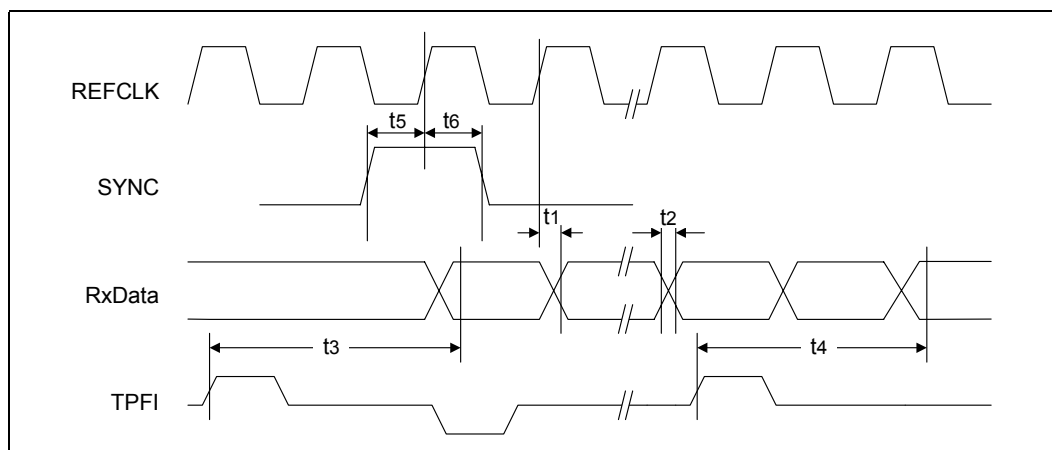 REFCLK
t5 t6
SYNC
t1 t2
RxData
t3 t4
TPFI